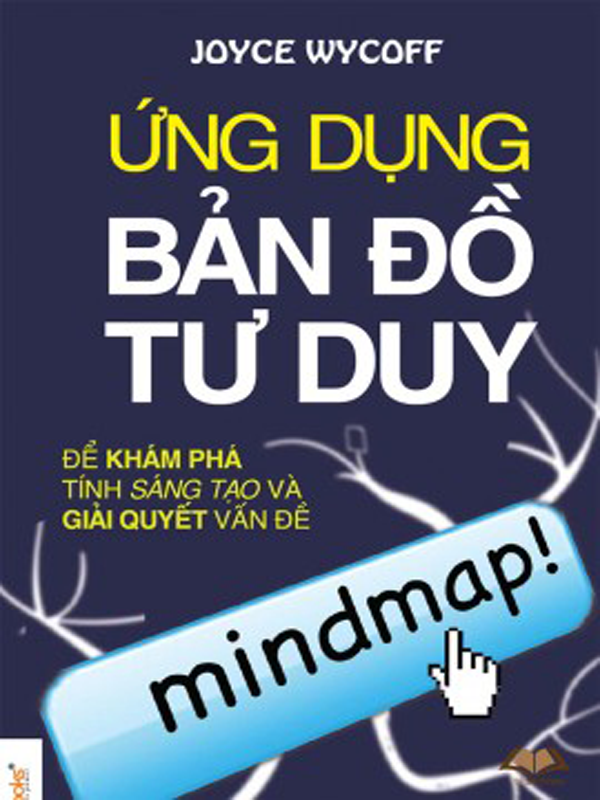 JOYCE WYCOFF
ỨNG DỤNG
BẢN ĐỒ
TƯ DUY
ĐỂ KHÁM PHÁ
TÍNH SÁNG TẠO VÀ
GIẢI QUYẾT VẤN ĐỀ
mindmap!